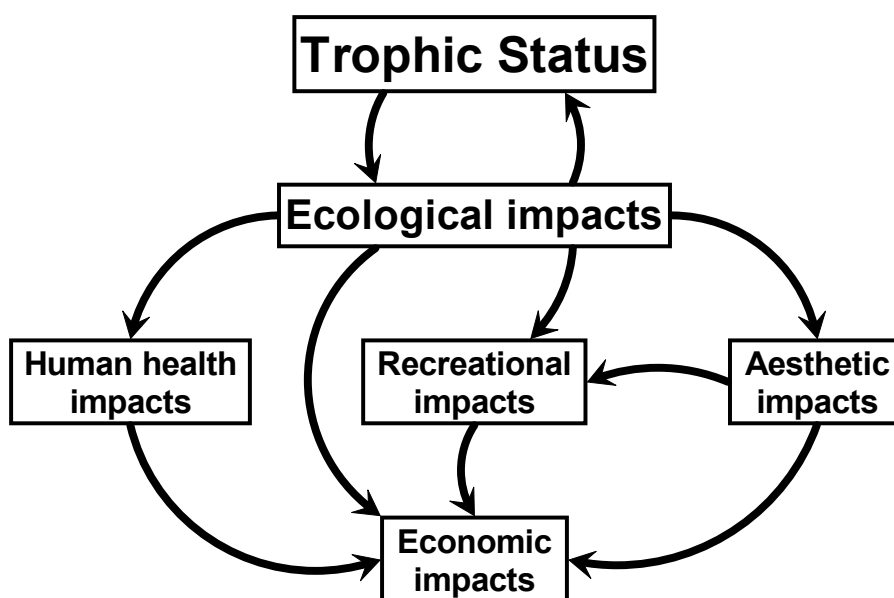 Trophic Status
Ecological impacts
Human health
impacts
Recreational
impacts
Aesthetic
impacts
Economic
impacts